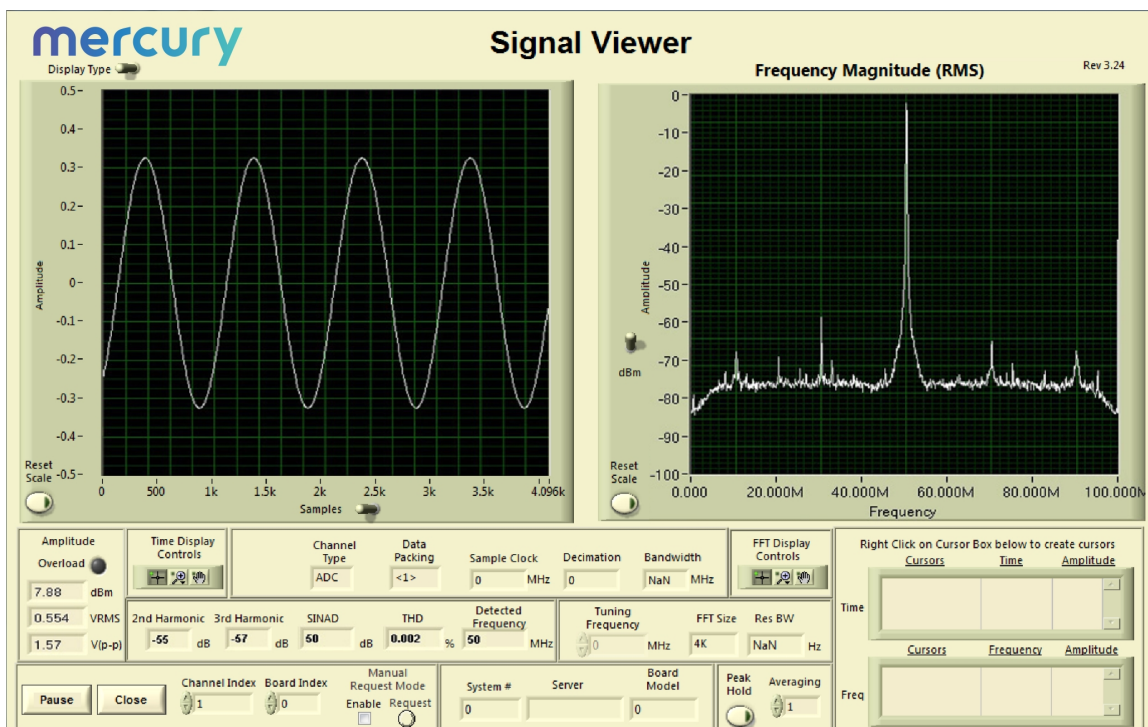 mercury
Signal Viewer
Display Type
Frequency Magnitude (RMS)
Rev 3.24
0.5
0.4
0.3
0.2
0.1
0
-0.1
-0.2
-0.3
-0.4
-0.5
Amplitude
Reset
Scale
0 500 1k 1.5k 2k 2.5k 3k 3.5k 4.096k
Samples
0
-10
-20
-30
-40
-50
-60
-70
-80
-90
-100
Amplitude
dBm
Reset
Scale
0.000 20.000M 40.000M 60.000M 80.000M 100.000M
Frequency
Amplitude
Overload
7.88 dBm
0.554 VRMS
1.57 V(p-p)
Time Display
Controls
Channel
Type
ADC
Data
Packing
<1>
Sample Clock
0 MHz
Decimation
0
Bandwidth
NaN MHz
FFT Display
Controls
2nd Harmonic
-55 dB
3rd Harmonic
-57 dB
SINAD
50 dB
THD
0.002 %
Detected
Frequency
50 MHz
Tuning
Frequency
0 MHz
FFT Size
4K
Res BW
NaN Hz
Right Click on Cursor Box below to create cursors
Cursors Time Amplitude
Time
Cursors Frequency Amplitude
Freq
Pause
Close
Channel Index
1
Board Index
0
Manual
Request Mode
Enable Request
System #
0
Server
Board
Model
0
Peak
Hold
Averaging
1